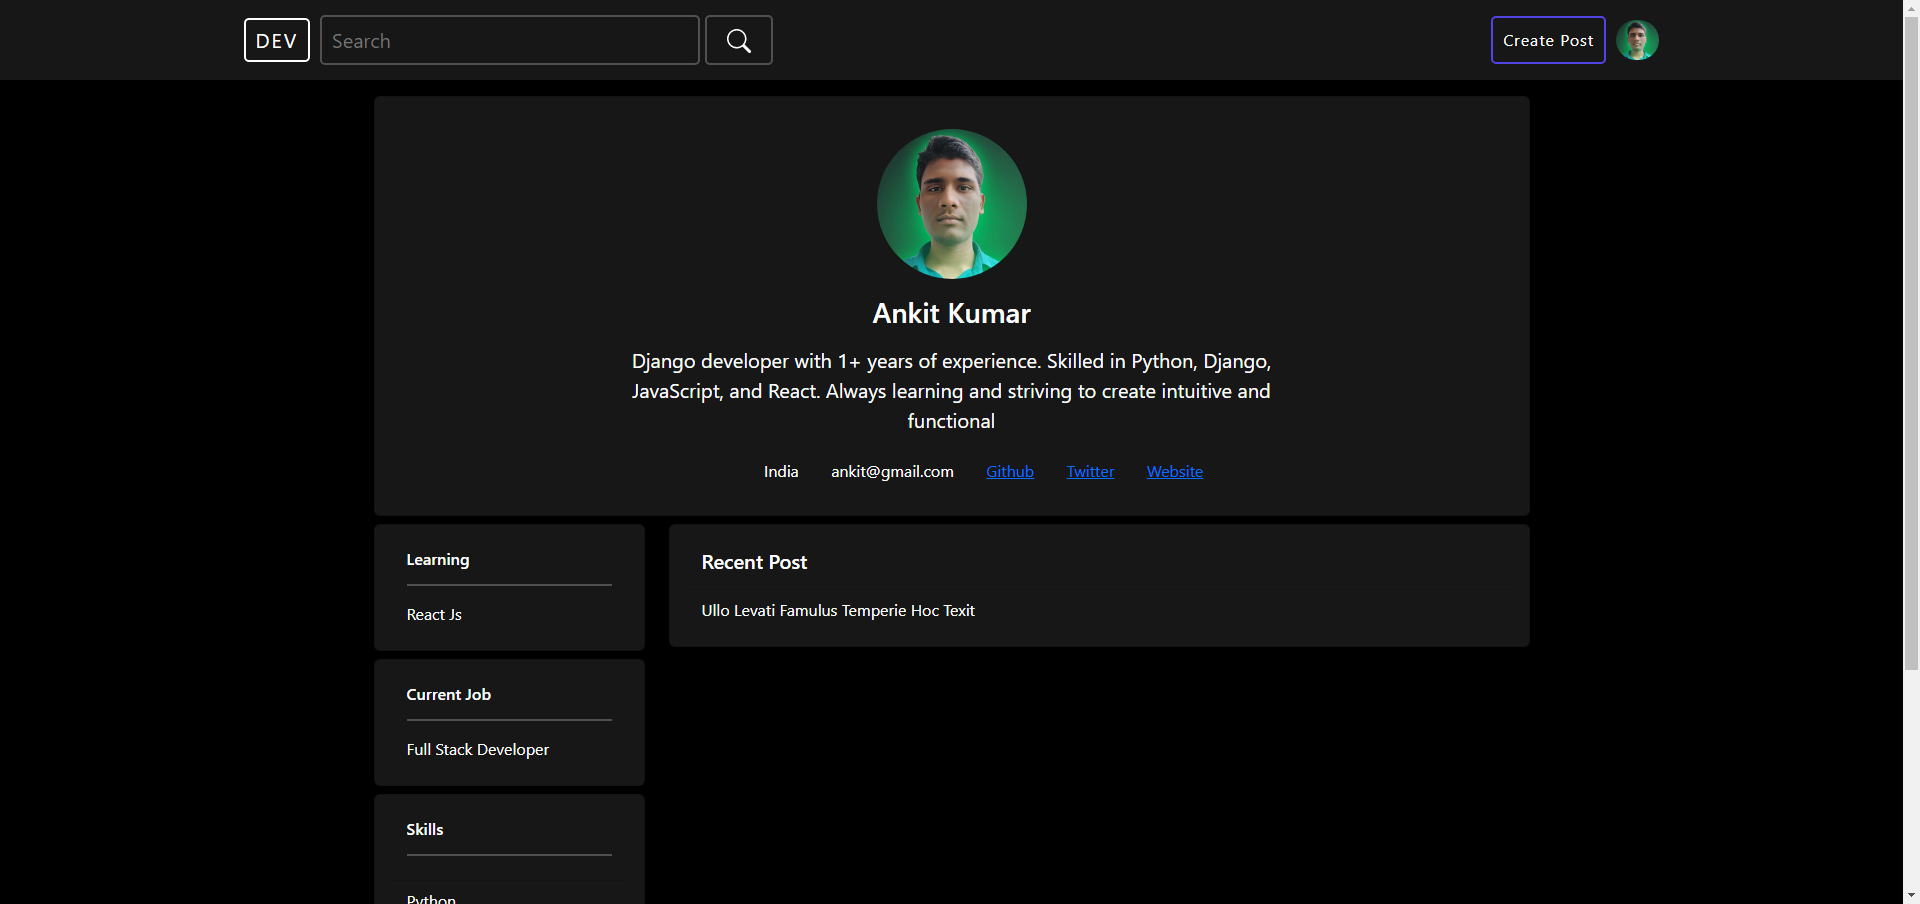 DEV
Search
Create Post
Ankit Kumar
Django developer with 1+ years of experience. Skilled in Python, Django,
JavaScript, and React. Always learning and striving to create intuitive and
functional
India ankit@gmail.com Github Twitter Website
Learning
React Js
Current Job
Full Stack Developer
Skills
Python
Recent Post
Ullo Levati Famulus Temperie Hoc Texit